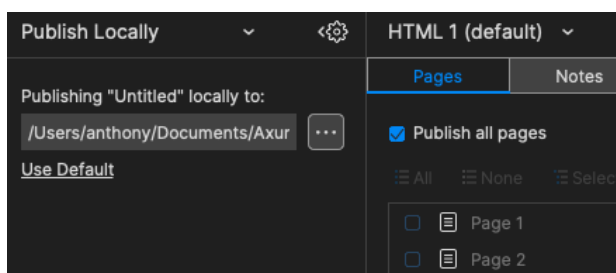 Publish Locally
HTML 1 (default)
Pages
Notes
Publishing "Untitled" locally to:
/Users/anthony/Documents/Axur
Use Default
Publish all pages
All
None
Selec
Page 1
Page 2